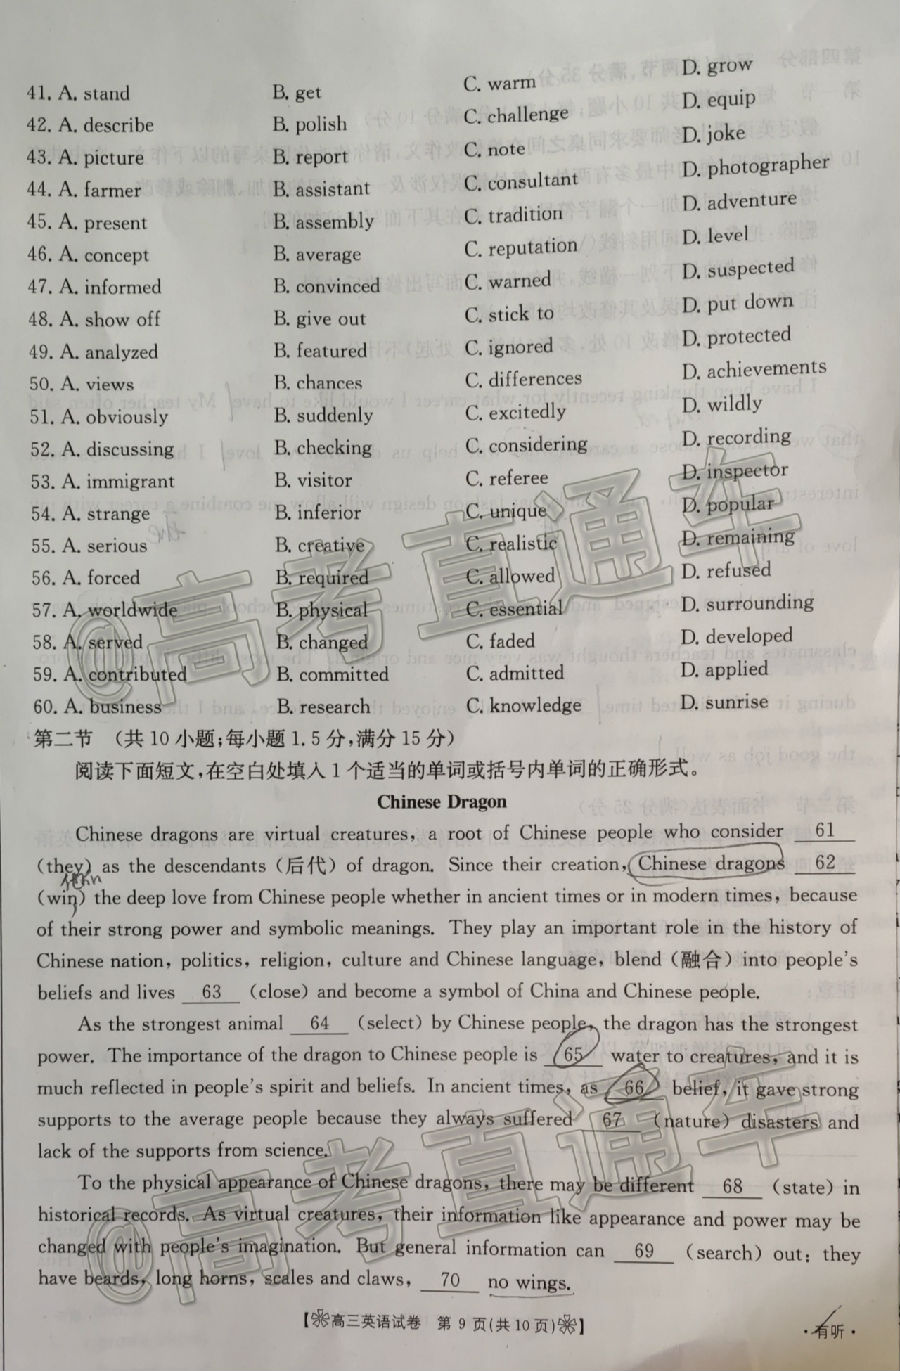 41. A. stand B. get C. warm D. grow
42. A. describe B. polish C. challenge D. equip
43. A. picture B. report C. note D. joke
44. A. farmer B. assistant C. consultant D. photographer
45. A. present B. assembly C. tradition D. adventure
46. A. concept B. average C. reputation D. level
47. A. informed B. convinced C. warned D. suspected
48. A. show off B. give out C. stick to D. put down
49. A. analyzed B. featured C. ignored D. protected
50. A. views B. chances C. differences D. achievements
51. A. obviously B. suddenly C. excitedly D. wildly
52. A. discussing B. checking C. considering D. recording
53. A. immigrant B. visitor C. referee D. inspector
54. A. strange B. inferior C. unique D. popular
55. A. serious B. creative C. realistic D. remaining
56. A. forced B. required C. allowed D. refused
57. A. worldwide B. physical C. essential D. surrounding
58. A. served B. changed C. faded D. developed
59. A. contributed B. committed C. admitted D. applied
60. A. business B. research C. knowledge D. sunrise
@高考直通车
第二节 (共10小题;每小题1.5分,满分15分)
阅读下面短文,在空白处填入1个适当的单词或括号内单词的正确形式。
Chinese Dragon
Chinese dragons are virtual creatures, a root of Chinese people who consider 61
(they) as the descendants (后代) of dragon. Since their creation, Chinese dragons 62
(win) the deep love from Chinese people whether in ancient times or in modern times, because
of their strong power and symbolic meanings. They play an important role in the history of
Chinese nation, politics, religion, culture and Chinese language, blend (融合) into people's
beliefs and lives 63 (close) and become a symbol of China and Chinese people.
As the strongest animal 64 (select) by Chinese people, the dragon has the strongest
power. The importance of the dragon to Chinese people is 65 water to creatures, and it is
much reflected in people's spirit and beliefs. In ancient times, as 66 belief, it gave strong
supports to the average people because they always suffered 67 (nature) disasters and
lack of the supports from science.
@高考直通车
To the physical appearance of Chinese dragons, there may be different 68 (state) in
historical records. As virtual creatures, their information like appearance and power may be
changed with people's imagination. But general information can 69 (search) out: they
have beards, long horns, scales and claws, 70 no wings.
【高三英语试卷 第9页(共10页)】
·有听·